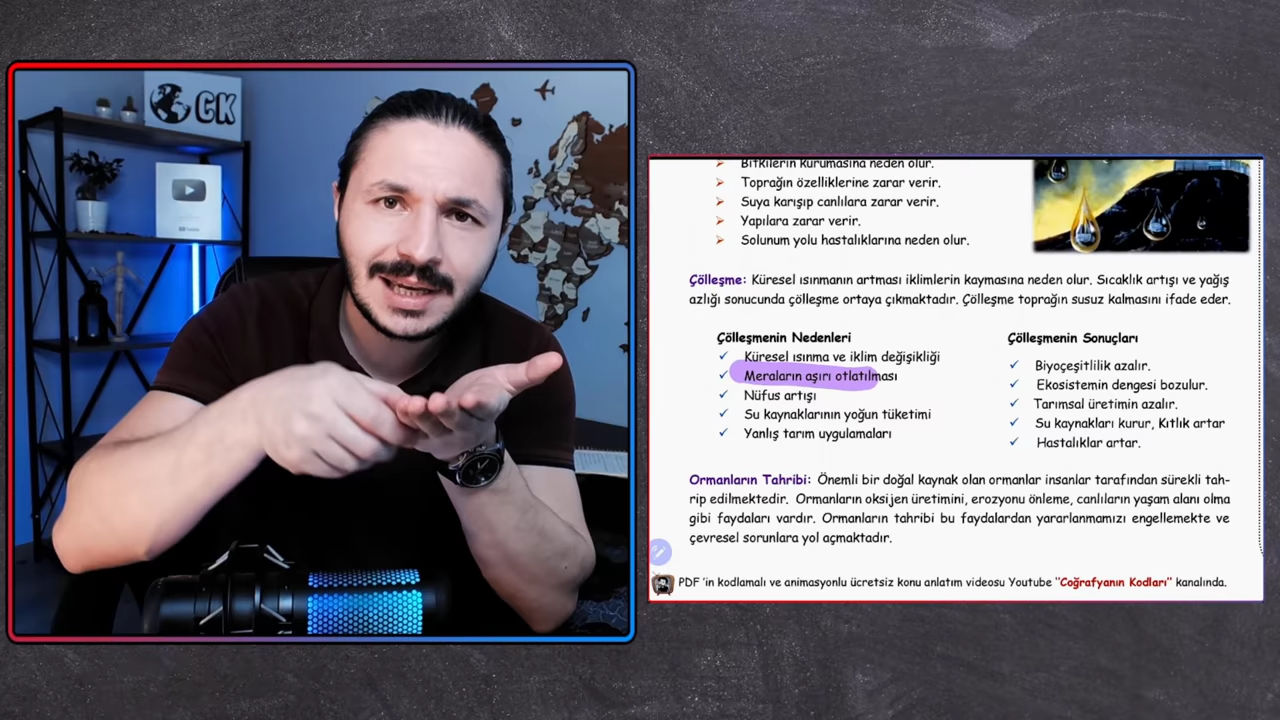 CK
Bitkilerin kurumasına neden olur.
Toprağın özelliklerine zarar verir.
Suya karışıp canlılara zarar verir.
Yapılara zarar verir.
Solunum yolu hastalıklarına neden olur.
Çölleşme: Küresel ısınmanın artması iklimlerin kaymasına neden olur. Sıcaklık artışı ve yağış
azlığı sonucunda çölleşme ortaya çıkmaktadır. Çölleşme toprağın susuz kalmasını ifade eder.
Çölleşmenin Nedenleri
Küresel ısınma ve iklim değişikliği
Meraların aşırı otlatılması
Nüfus artışı
Su kaynaklarının yoğun tüketimi
Yanlış tarım uygulamaları
Çölleşmenin Sonuçları
Biyoçeşitlilik azalır.
Ekosistemin dengesi bozulur.
Tarımsal üretimin azalır.
Su kaynakları kurur, Kıtlık artar
Hastalıklar artar.
Ormanların Tahribi: Önemli bir doğal kaynak olan ormanlar insanlar tarafından sürekli tah-
rip edilmektedir. Ormanların oksijen üretimini, erozyonu önleme, canlıların yaşam alanı olma
gibi faydaları vardır. Ormanların tahribi bu faydalardan yararlanmamızı engellemekte ve
çevresel sorunlara yol açmaktadır.
PDF 'in kodlamalı ve animasyonlu ücretsiz konu anlatım videosu Youtube "Coğrafyanın Kodları" kanalında.